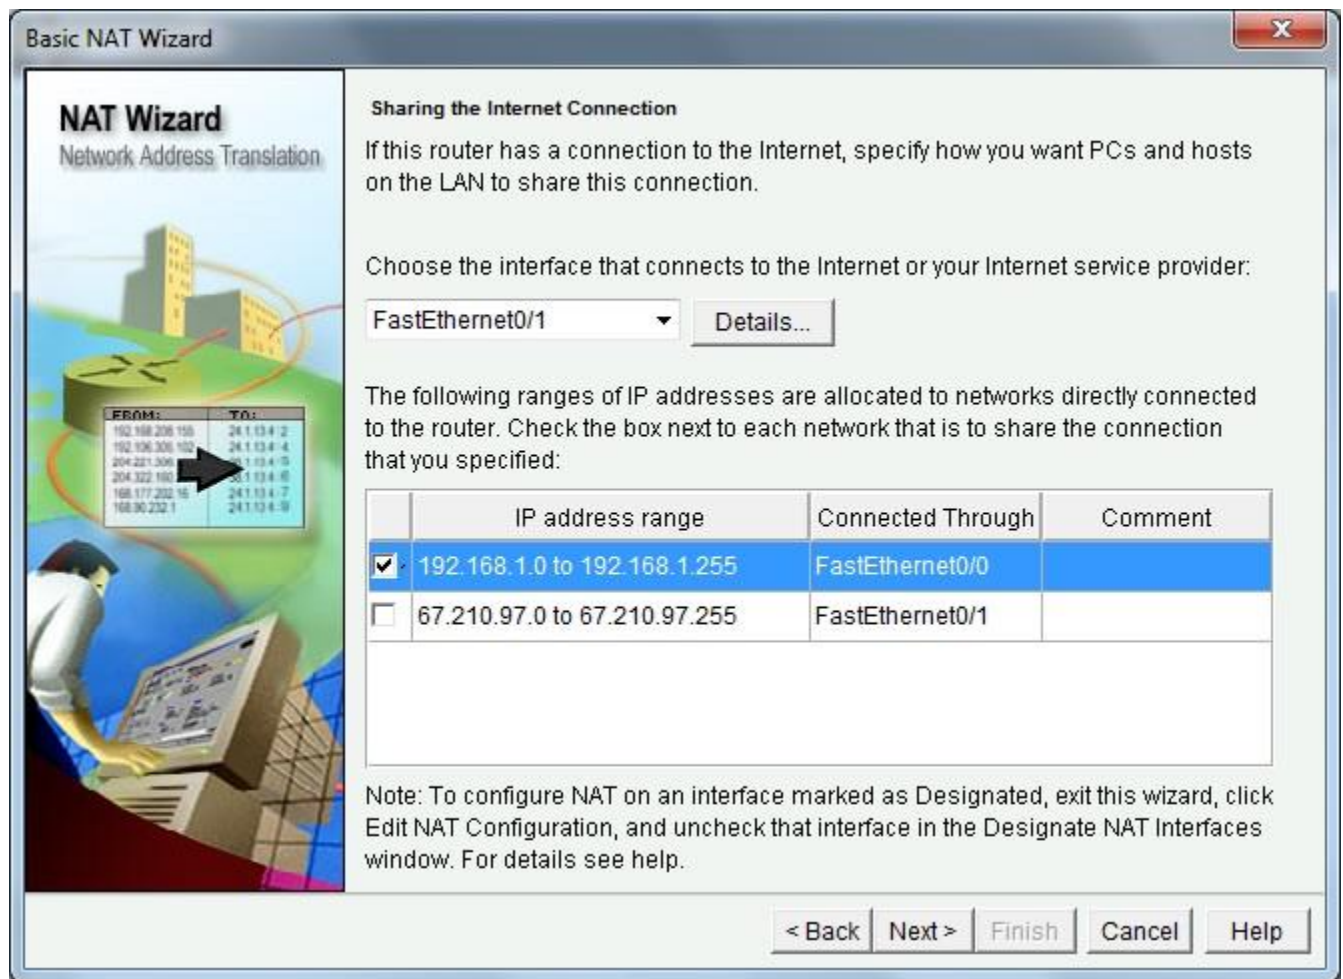 Basic NAT Wizard
NAT Wizard
Network Address Translation
FROM: TO:
Sharing the Internet Connection
If this router has a connection to the Internet, specify how you want PCs and hosts
on the LAN to share this connection.
Choose the interface that connects to the Internet or your Internet service provider:
FastEthernet0/1 Details...
The following ranges of IP addresses are allocated to networks directly connected
to the router. Check the box next to each network that is to share the connection
that you specified:
IP address range Connected Through Comment
192.168.1.0 to 192.168.1.255 FastEthernet0/0
67.210.97.0 to 67.210.97.255 FastEthernet0/1
Note: To configure NAT on an interface marked as Designated, exit this wizard, click
Edit NAT Configuration, and uncheck that interface in the Designate NAT Interfaces
window. For details see help.
< Back Next > Finish Cancel Help